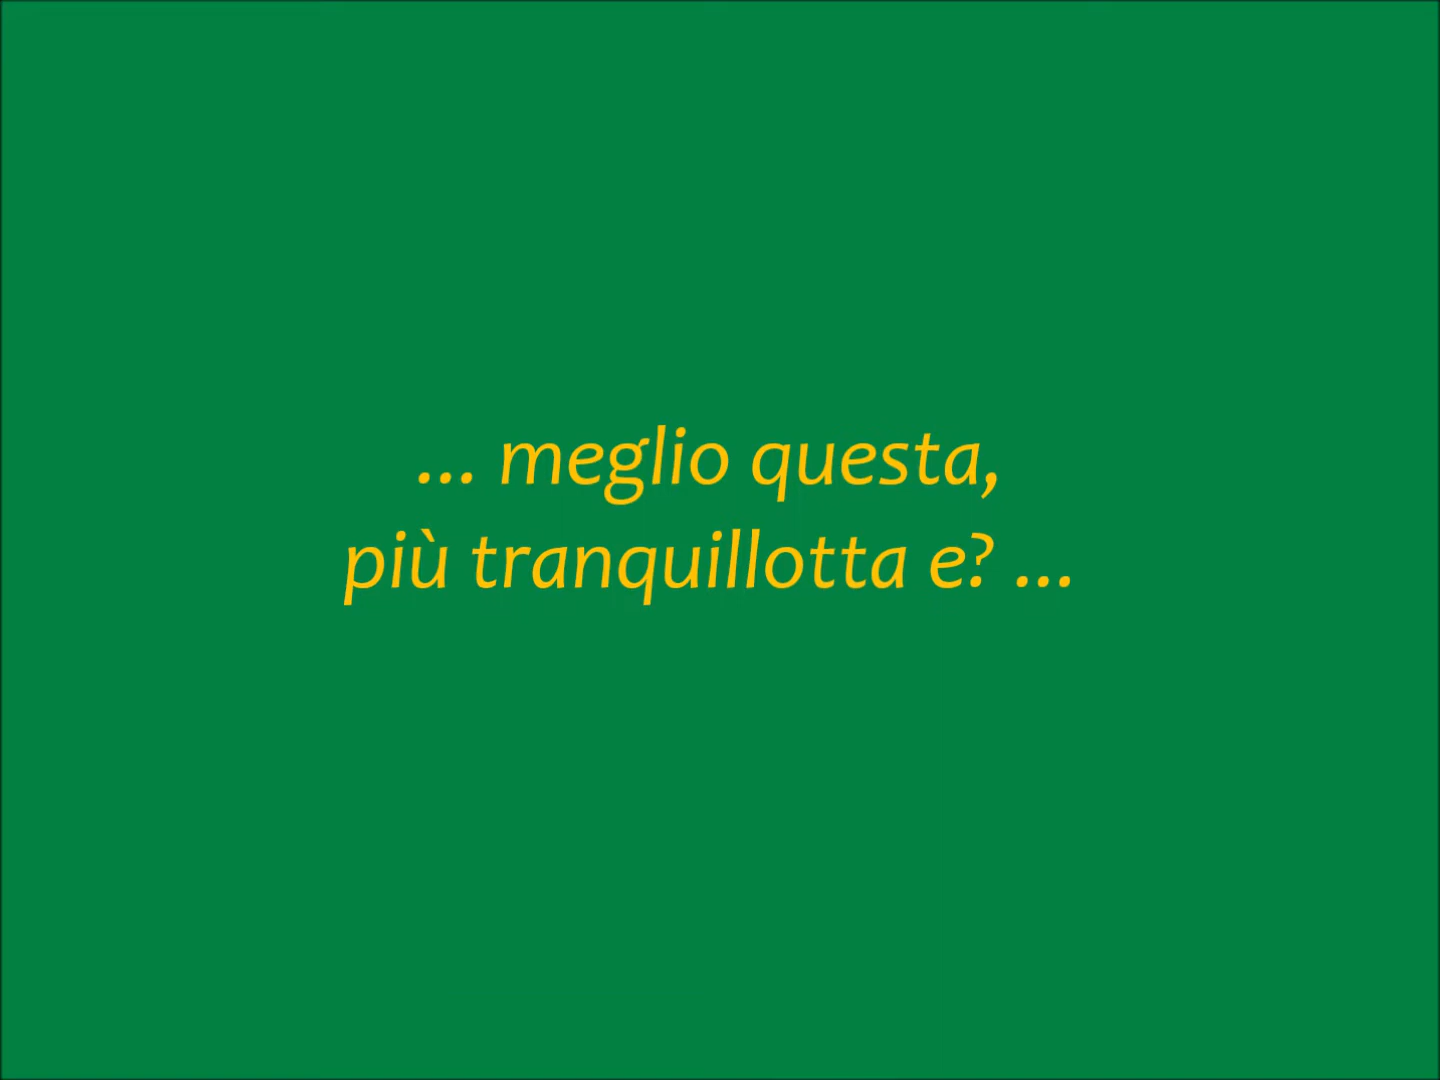 ... meglio questa,
più tranquillotta e? ...